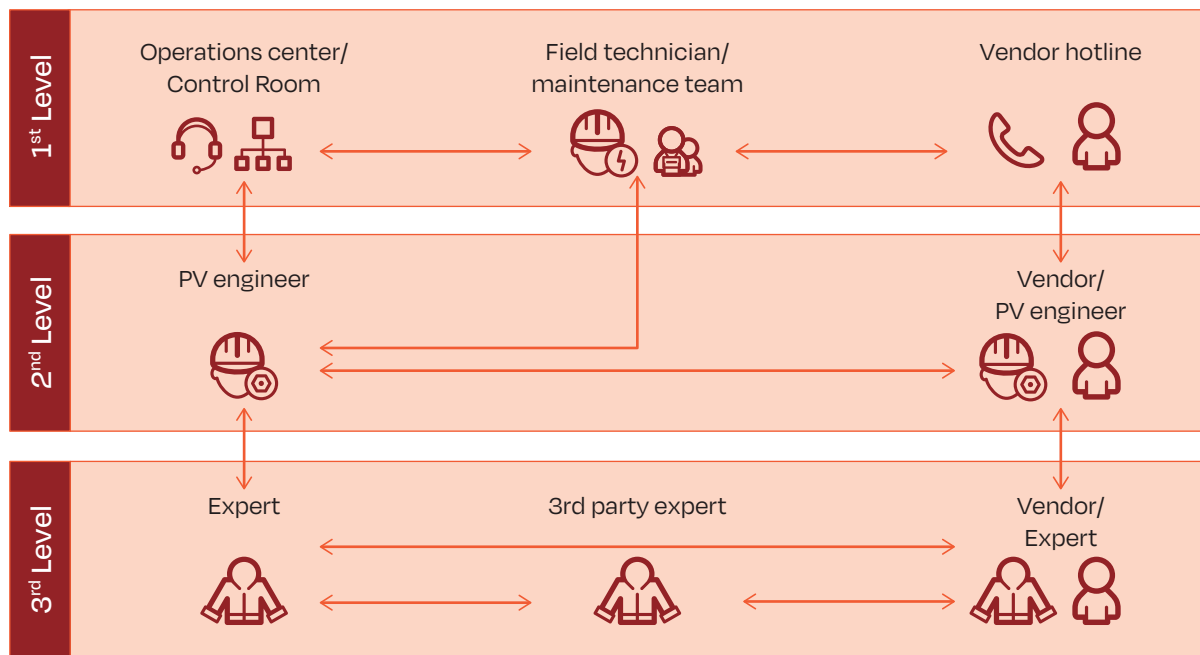 1st Level
Operations center/
Control Room
Field technician/
maintenance team
Vendor hotline
2nd Level
PV engineer
Vendor/
PV engineer
3rd Level
Expert
3rd party expert
Vendor/
Expert